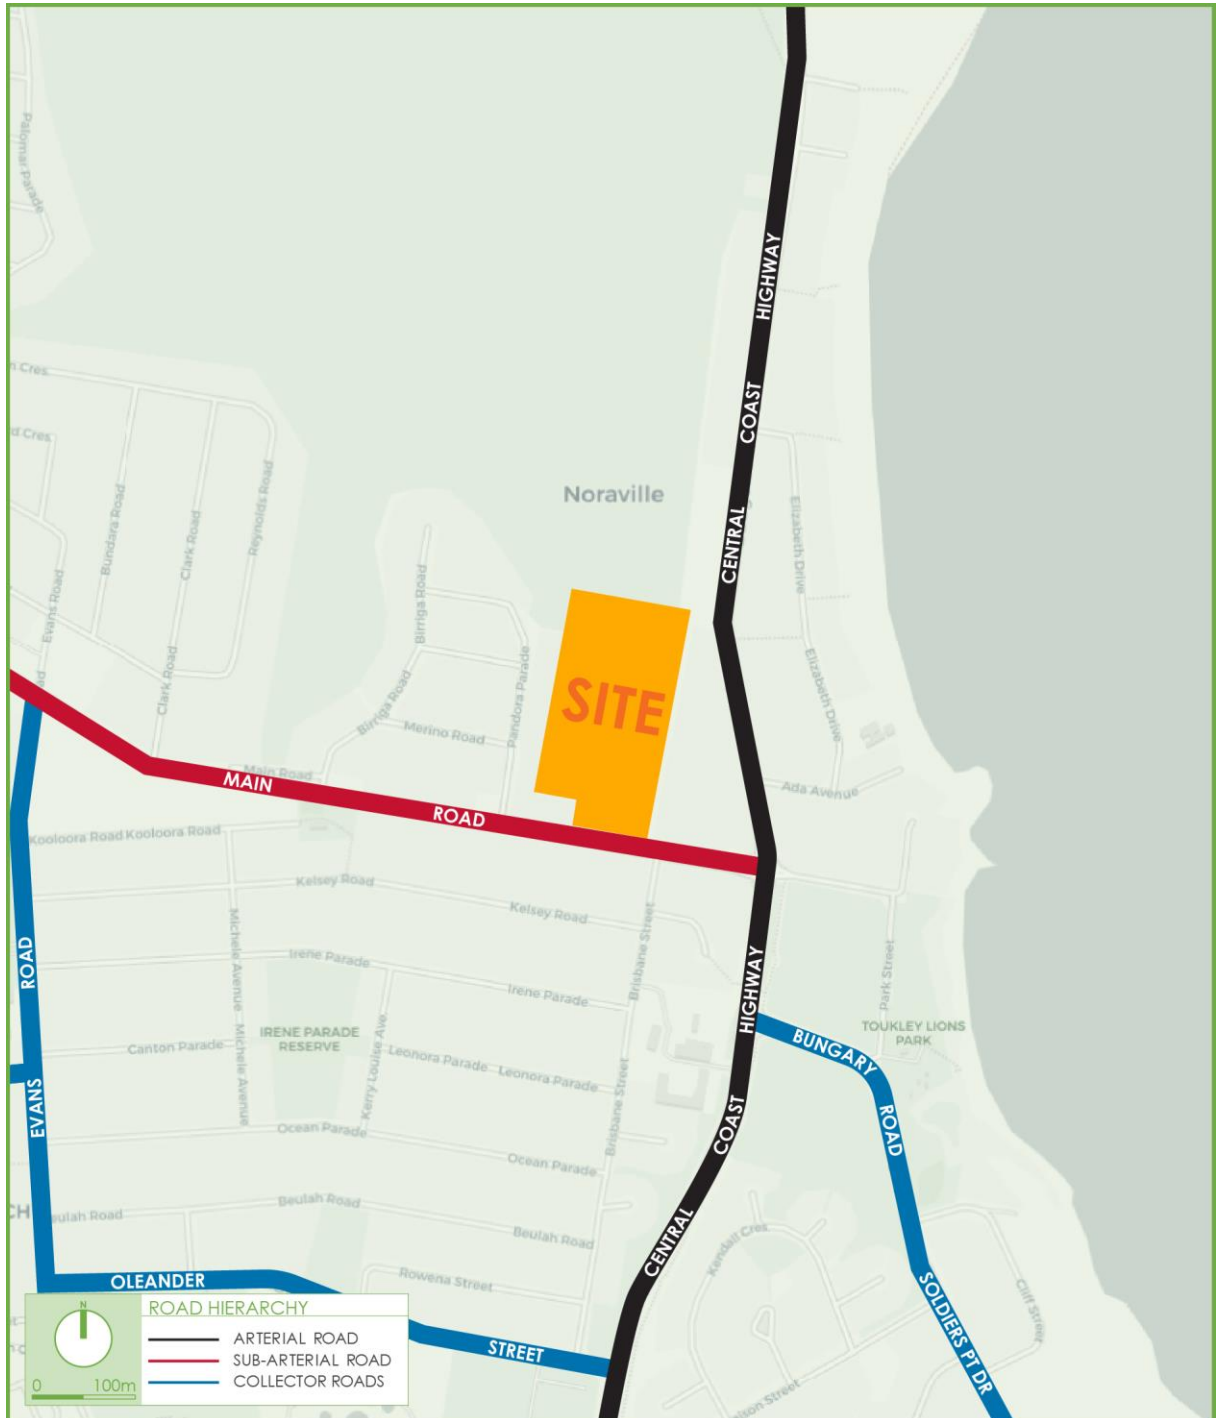 Palomar Parade
HIGHWAY
COAST
CENTRAL
n Cres
d Cres
Noraville
Bundara Road
Clark Road
Reynolds Road
Elizabeth Drive
Evans Road
Birriga Road
ad
Clark Road
Birriga Road
Pandora Parade
SITE
Elizabeth Drive
Merino Road
Main Road
MAIN
ROAD
Ada Avenue
Kooloora Road Kooloora Road
Kelsey Road
Kelsey Road
Michele Avenue
Brisbane Street
ROAD
Irene Parade
Irene Parade
HIGHWAY
Park Street
IRENE PARADE
RESERVE
Kerry Louise Ave
TOUKLEY LIONS
PARK
BUNGARY
ROAD
Canton Parade
Michele Avenue
Leonora Parade
Leonora Parade
Brisbane Street
EVANS
COAST
Ocean Parade
Ocean Parade
CH
eulah Road
Beulah Road
Beulah Road
CENTRAL
Kendall Cres
OLEANDER
Rowena Street
SOLDIERS PT DR
Cliff Street
STREET
N
0 100m
ROAD HIERARCHY
ARTERIAL ROAD
SUB-ARTERIAL ROAD
COLLECTOR ROADS